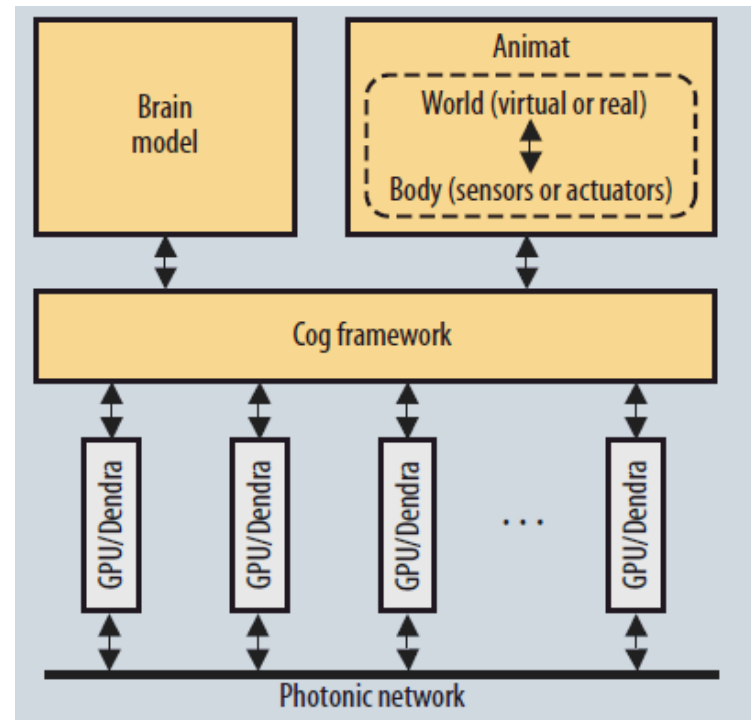 Brain
model
Animat
World (virtual or real)
Body (sensors or actuators)
Cog framework
GPU/Dendra
GPU/Dendra
GPU/Dendra
. . .
GPU/Dendra
Photonic network